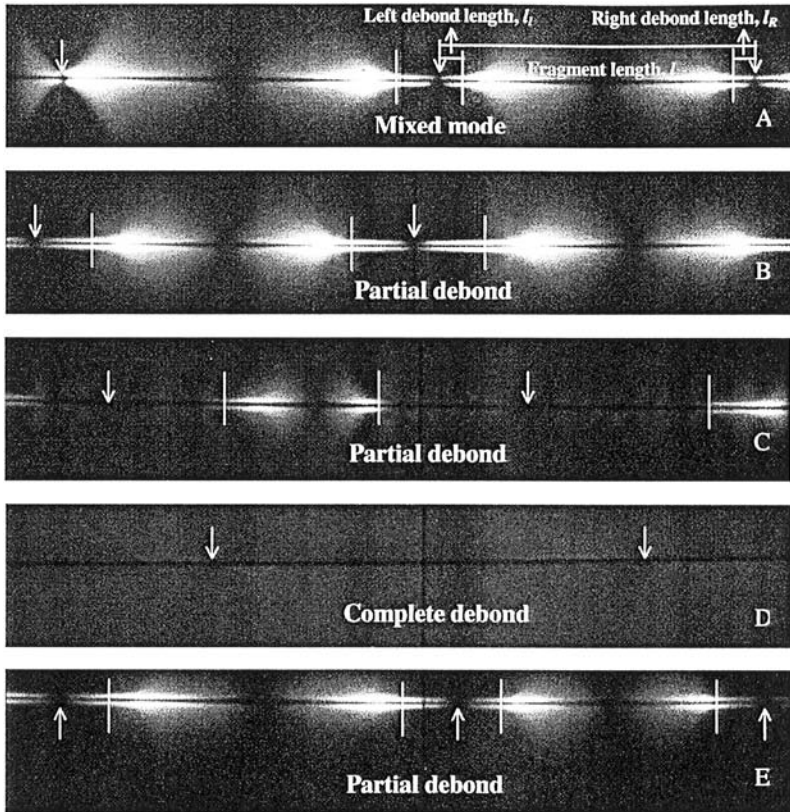 Left debond length, l_l
Right debond length, l_R
Fragment length, l
Mixed mode
A
Partial debond
B
Partial debond
C
Complete debond
D
Partial debond
E